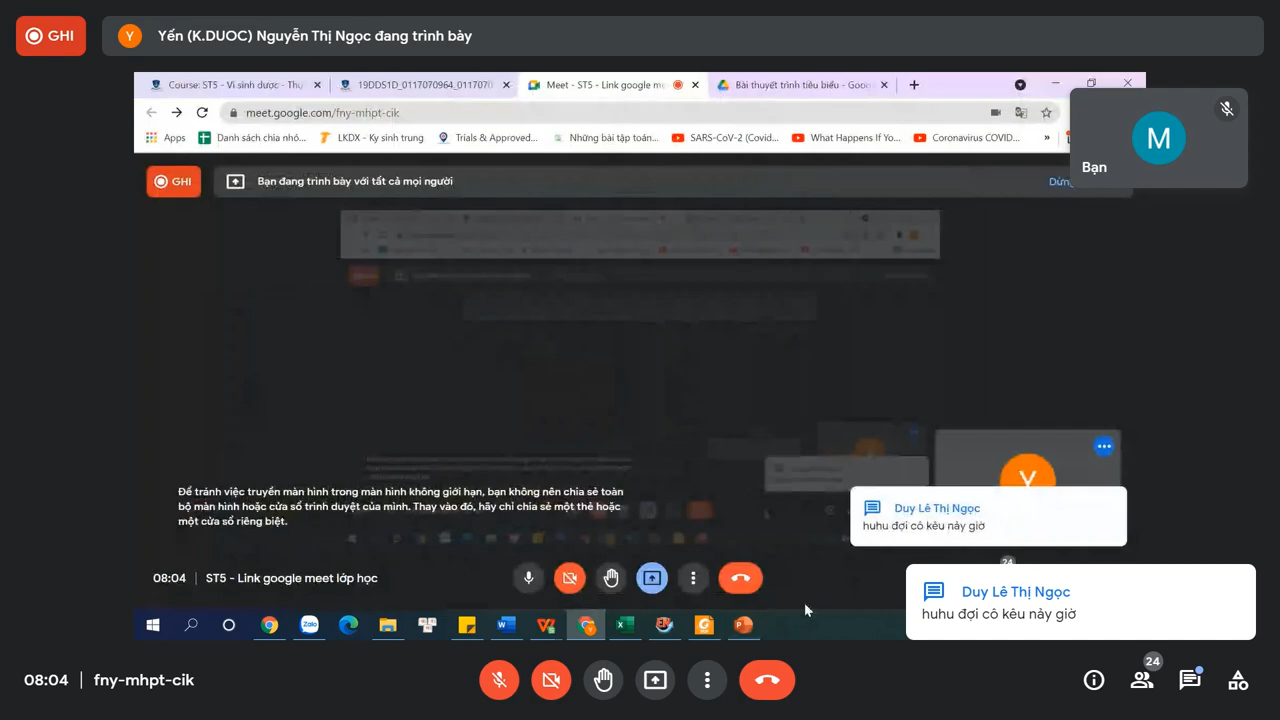 GHI
Y
Yến (K.DUOC) Nguyễn Thị Ngọc đang trình bày
Course: ST5 - Vi sinh dược - Thự
19DDS1D_0117070964_0117070
Meet - ST5 - Link google me
Bài thuyết trình tiêu biểu - Goo
meet.google.com/fny-mhpt-cik
Apps
Danh sách chia nhó...
LKDX - Ky sinh trung
Trials & Approved...
Những bài tập toán...
SARS-CoV-2 (Covid...
What Happens If Yo...
Coronavirus COVID...
»
M
Bạn
GHI
Bạn đang trình bày với tất cả mọi người
Dừng
Để tránh việc truyền màn hình trong màn hình không giới hạn, bạn không nên chia sẻ toàn
bộ màn hình hoặc cửa sổ trình duyệt của mình. Thay vào đó, hãy chỉ chia sẻ một thẻ hoặc
một cửa sổ riêng biệt.
Y
Duy Lê Thị Ngọc
huhu đợi cô kêu nảy giờ
24
08:04 | ST5 - Link google meet lớp học
Zalo
Duy Lê Thị Ngọc
huhu đợi cô kêu nảy giờ
08:04 | fny-mhpt-cik
24